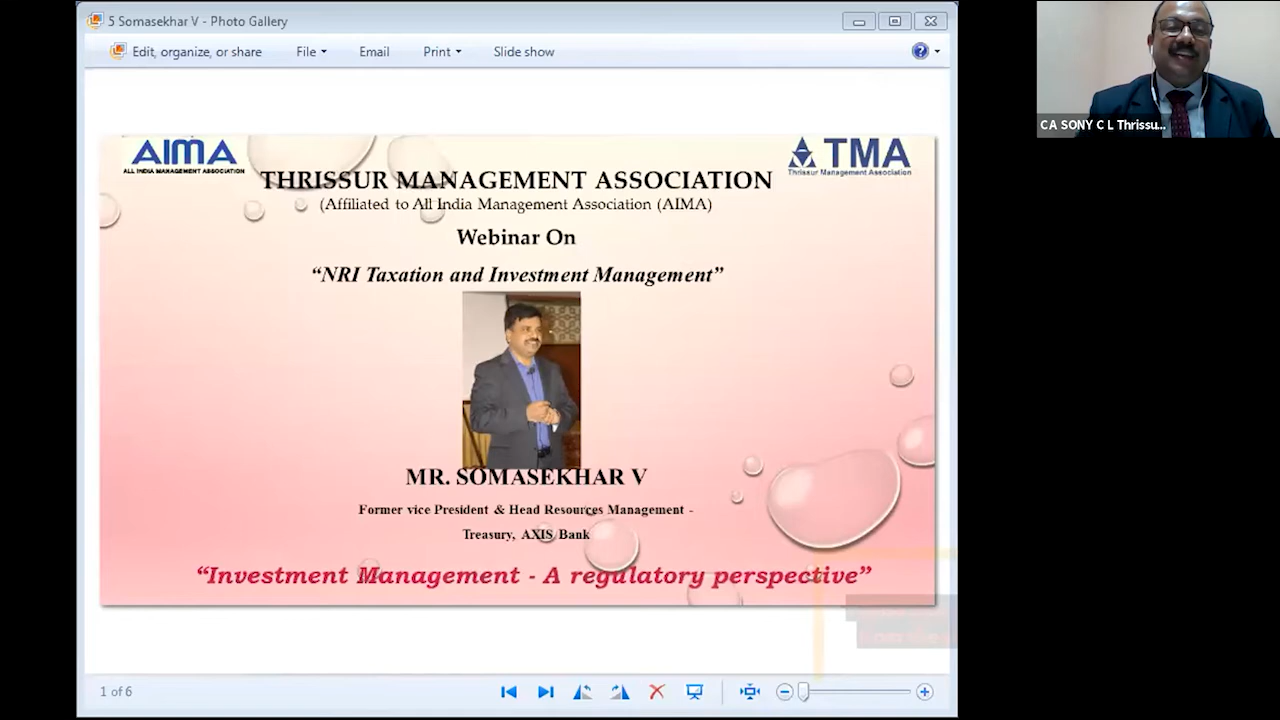 5 Somasekhar V - Photo Gallery
Edit, organize, or share File Email Print Slide show
CA SONY C L Thrissu...
AIMA
ALL INDIA MANAGEMENT ASSOCIATION
TMA
Thrissur Management Association
THRISSUR MANAGEMENT ASSOCIATION
(Affiliated to All India Management Association (AIMA)
Webinar On
“NRI Taxation and Investment Management”
MR. SOMASEKHAR V
Former vice President & Head Resources Management -
Treasury, AXIS Bank
“Investment Management - A regulatory perspective”
1 of 6